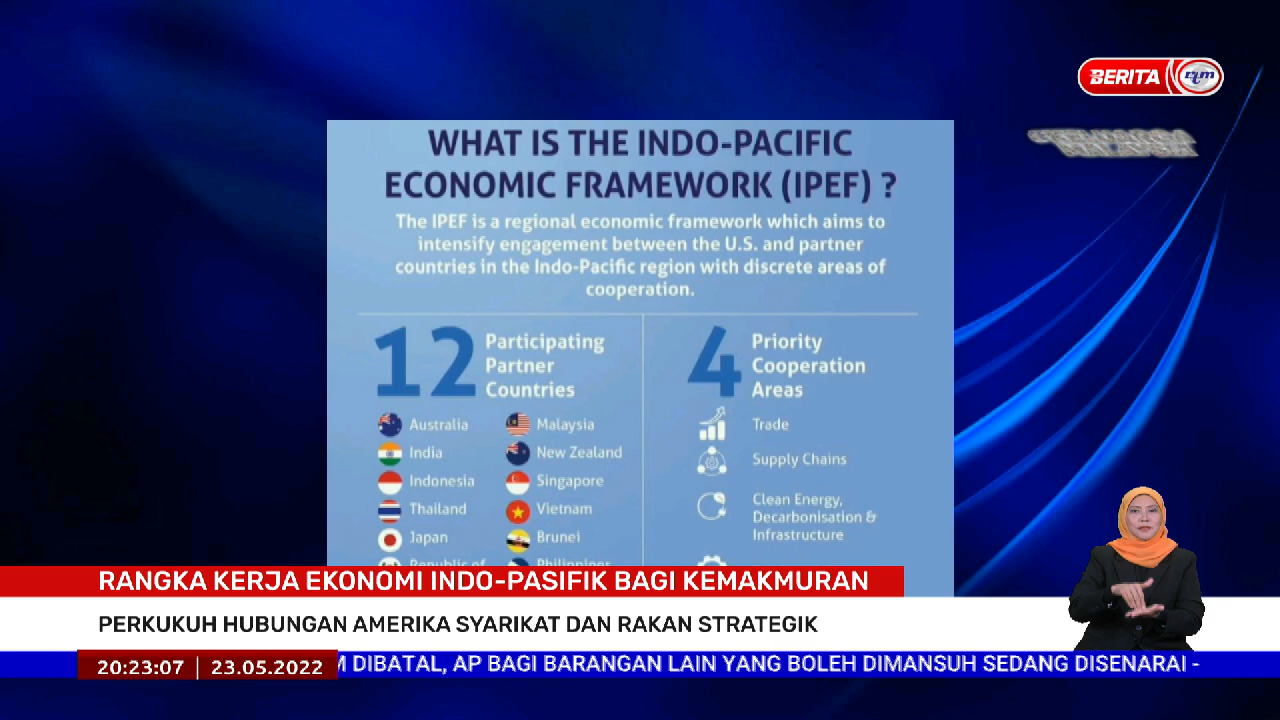 BERITA rtm
WHAT IS THE INDO-PACIFIC
ECONOMIC FRAMEWORK (IPEF) ?
The IPEF is a regional economic framework which aims to
intensify engagement between the U.S. and partner
countries in the Indo-Pacific region with discrete areas of
cooperation.
12
Participating
Partner
Countries
Australia
Malaysia
India
New Zealand
Indonesia
Singapore
Thailand
Vietnam
Japan
Brunei
Republic of
Philippines
4
Priority
Cooperation
Areas
Trade
Supply Chains
Clean Energy,
Decarbonisation &
Infrastructure
RANGKA KERJA EKONOMI INDO-PASIFIK BAGI KEMAKMURAN
PERKUKUH HUBUNGAN AMERIKA SYARIKAT DAN RAKAN STRATEGIK
20:23:07 | 23.05.2022
M DIBATAL, AP BAGI BARANGAN LAIN YANG BOLEH DIMANSUH SEDANG DISENARAI -